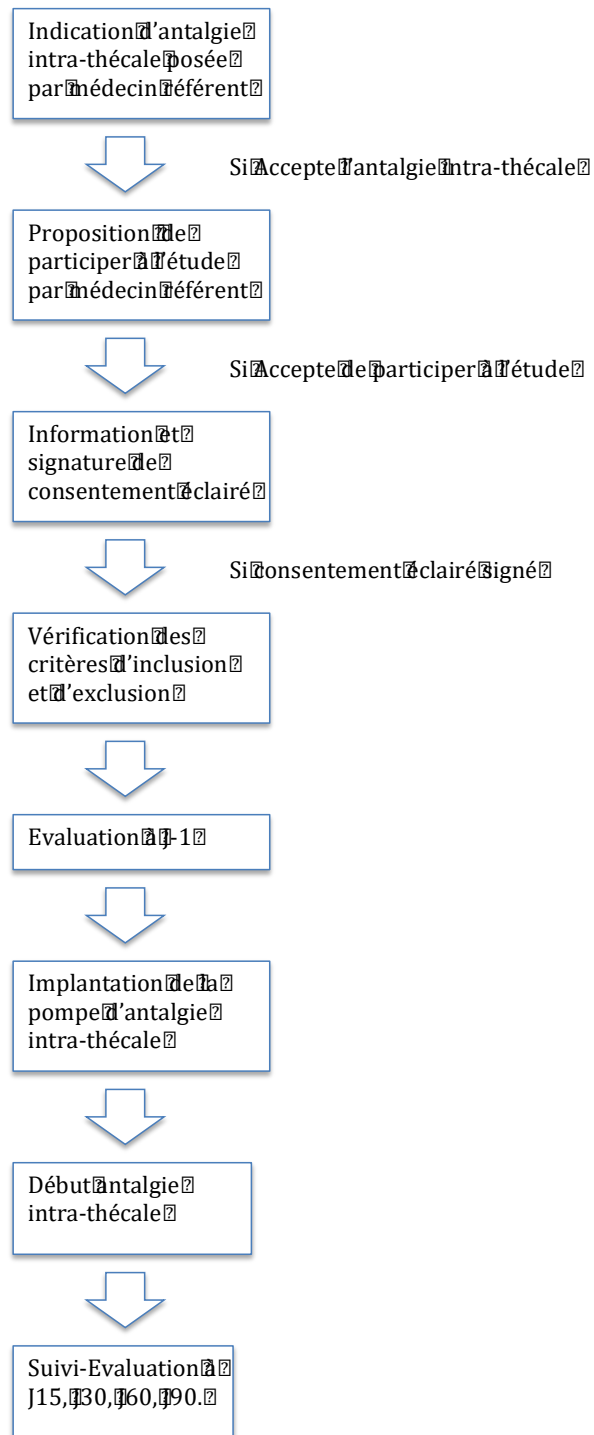 Indication d'antalgie
intra-thécale posée
par médecin référent
Si Accepte l'antalgie intra-thécale
Proposition de
participer à l'étude
par médecin référent
Si Accepte de participer à l'étude
Information et
signature de
consentement éclairé
Si consentement éclairé signé
Vérification des
critères d'inclusion
et d'exclusion
Evaluation à J-1
Implantation de la
pompe d'antalgie
intra-thécale
Début antalgie
intra-thécale
Suivi-Evaluation à
J15, J30, J60, J90.